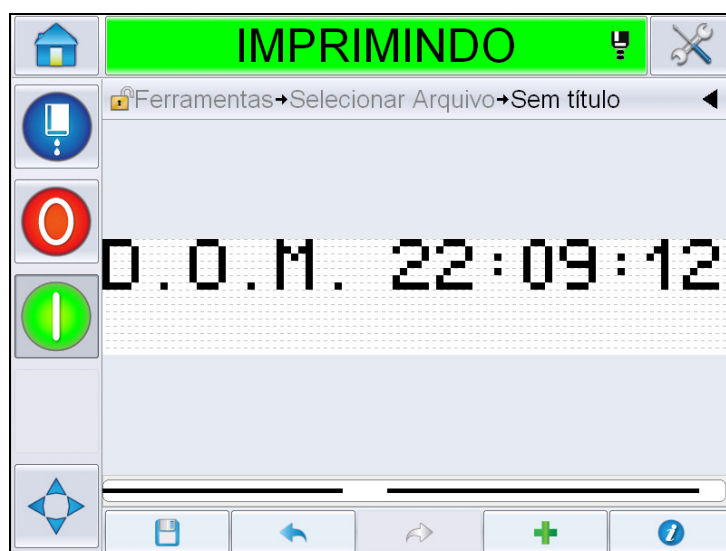 IMPRIMINDO
Ferramentas→Selecionar Arquivo→Sem título
D.O.M. 22:09:12